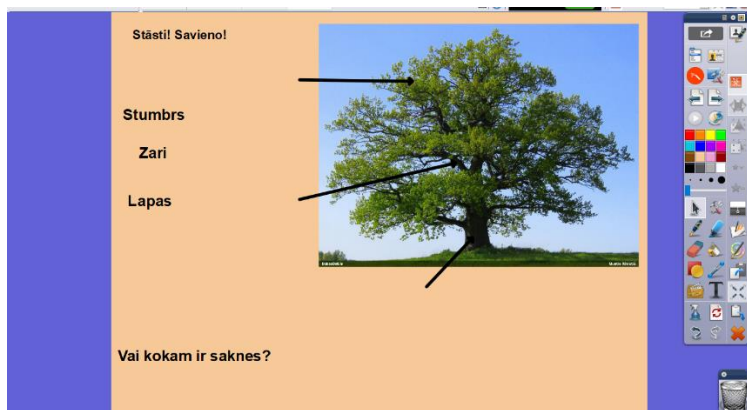 Stāsti! Savieno!
Stumbrs
Zari
Lapas
Vai kokam ir saknes?